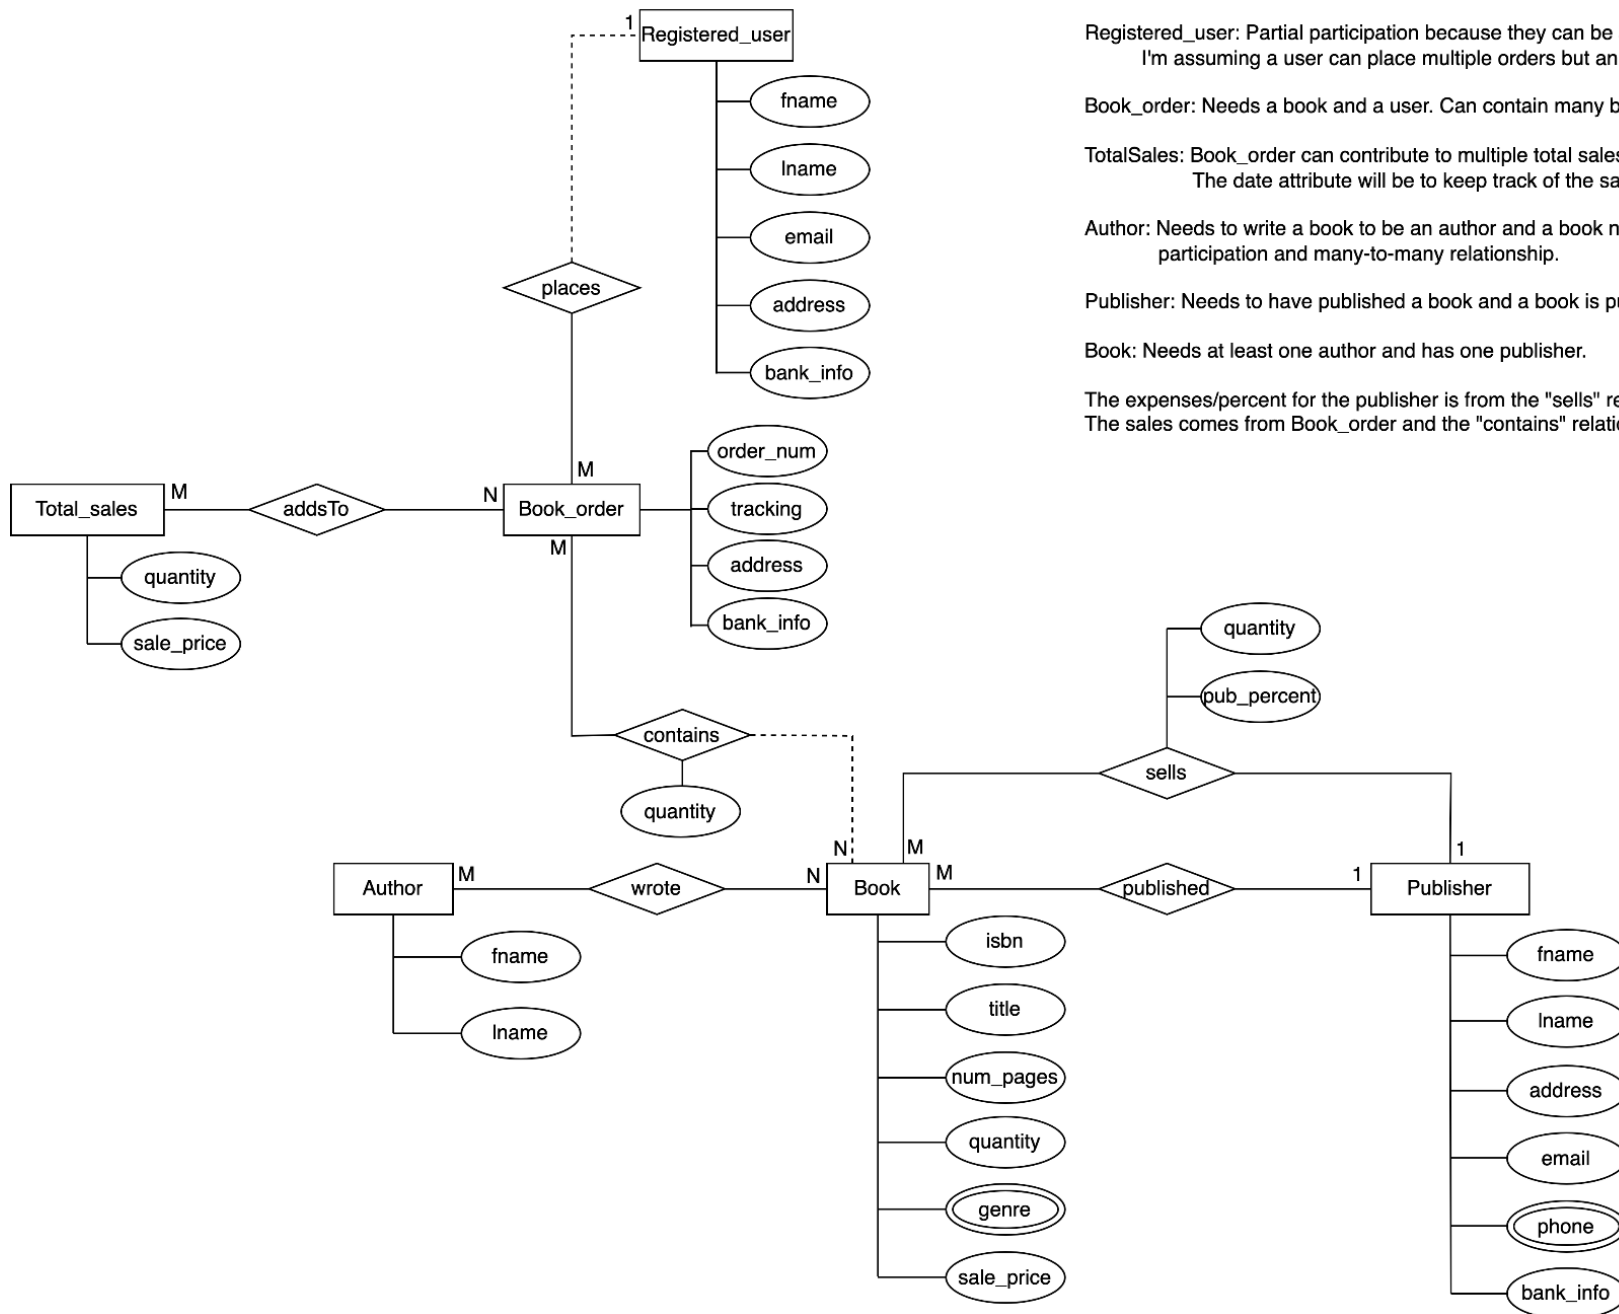 1
Registered_user
fname
lname
email
address
bank_info
places
M
Registered_user: Partial participation because they can be
I'm assuming a user can place multiple orders but an
Book_order: Needs a book and a user. Can contain many b
TotalSales: Book_order can contribute to multiple total sales
The date attribute will be to keep track of the sa
Author: Needs to write a book to be an author and a book n
participation and many-to-many relationship.
Publisher: Needs to have published a book and a book is pu
Book: Needs at least one author and has one publisher.
The expenses/percent for the publisher is from the "sells" re
The sales comes from Book_order and the "contains" relatio
Total_sales
M
addsTo
N
Book_order
M
quantity
sale_price
order_num
tracking
address
bank_info
contains
quantity
quantity
pub_percent
sells
N
M
1
Author
M
wrote
N
Book
M
published
1
Publisher
fname
lname
isbn
title
num_pages
quantity
genre
sale_price
fname
lname
address
email
phone
bank_info